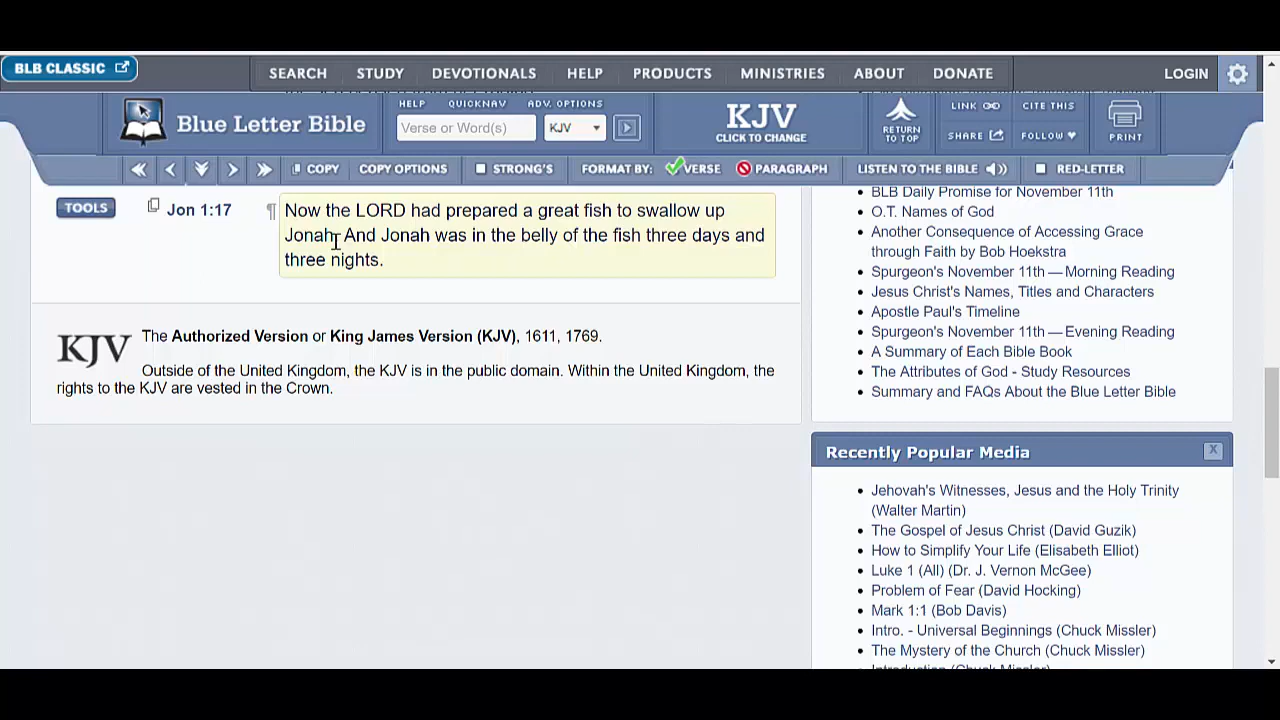 BLB CLASSIC
SEARCH STUDY DEVOTIONALS HELP PRODUCTS MINISTRIES ABOUT DONATE LOGIN
Blue Letter Bible
HELP QUICKNAV ADV. OPTIONS
Verse or Word(s) KJV
KJV
CLICK TO CHANGE
RETURN
TO TOP
LINK CITE THIS
SHARE FOLLOW
PRINT
COPY COPY OPTIONS STRONG'S FORMAT BY: VERSE PARAGRAPH LISTEN TO THE BIBLE RED-LETTER
TOOLS Jon 1:17 ¶ Now the LORD had prepared a great fish to swallow up
Jonah. And Jonah was in the belly of the fish three days and
three nights.
KJV The Authorized Version or King James Version (KJV), 1611, 1769.
Outside of the United Kingdom, the KJV is in the public domain. Within the United Kingdom, the
rights to the KJV are vested in the Crown.
BLB Daily Promise for November 11th
O.T. Names of God
Another Consequence of Accessing Grace
through Faith by Bob Hoekstra
Spurgeon's November 11th — Morning Reading
Jesus Christ's Names, Titles and Characters
Apostle Paul's Timeline
Spurgeon's November 11th — Evening Reading
A Summary of Each Bible Book
The Attributes of God - Study Resources
Summary and FAQs About the Blue Letter Bible
Recently Popular Media X
Jehovah's Witnesses, Jesus and the Holy Trinity
(Walter Martin)
The Gospel of Jesus Christ (David Guzik)
How to Simplify Your Life (Elisabeth Elliot)
Luke 1 (All) (Dr. J. Vernon McGee)
Problem of Fear (David Hocking)
Mark 1:1 (Bob Davis)
Intro. - Universal Beginnings (Chuck Missler)
The Mystery of the Church (Chuck Missler)
Introduction (Chuck Missler)